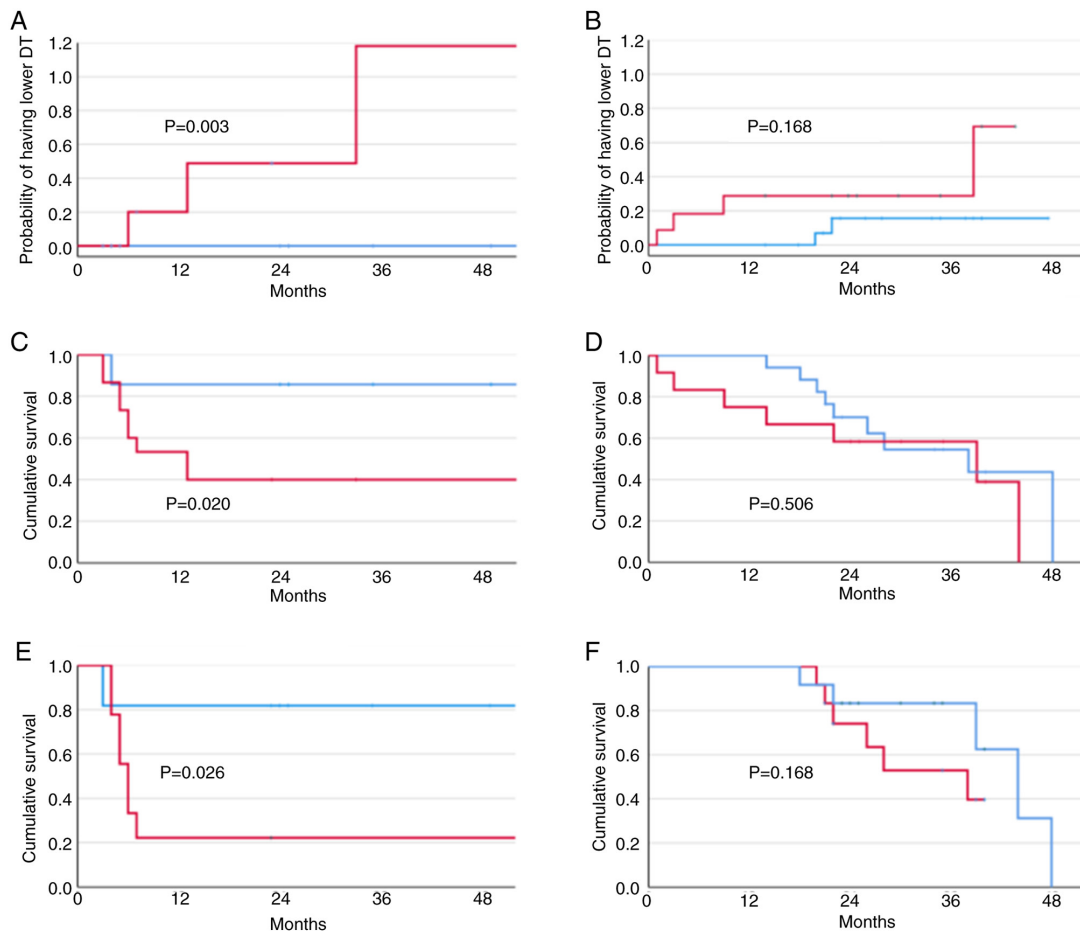 A
Probability of having lower DT
1.2
1.0
0.8
0.6
0.4
0.2
0.0
P=0.003
0 12 24 36 48
Months
B
Probability of having lower DT
1.2
1.0
0.8
0.6
0.4
0.2
0.0
P=0.168
0 12 24 36 48
Months
C
Cumulative survival
1.0
0.8
0.6
0.4
0.2
0.0
P=0.020
0 12 24 36 48
Months
D
Cumulative survival
1.0
0.8
0.6
0.4
0.2
0.0
P=0.506
0 12 24 36 48
Months
E
Cumulative survival
1.0
0.8
0.6
0.4
0.2
0.0
P=0.026
0 12 24 36 48
Months
F
Cumulative survival
1.0
0.8
0.6
0.4
0.2
0.0
P=0.168
0 12 24 36 48
Months